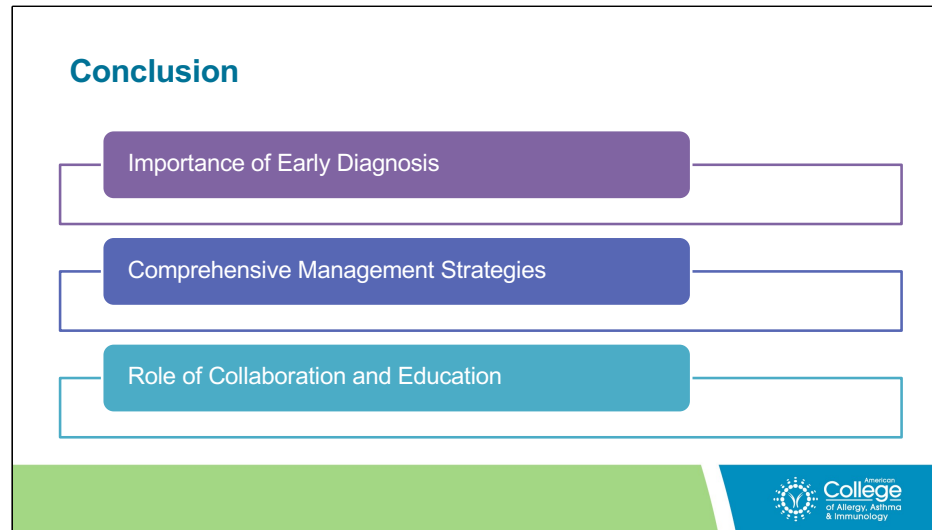 Conclusion
Importance of Early Diagnosis
Comprehensive Management Strategies
Role of Collaboration and Education
American
College
of Allergy, Asthma
& Immunology